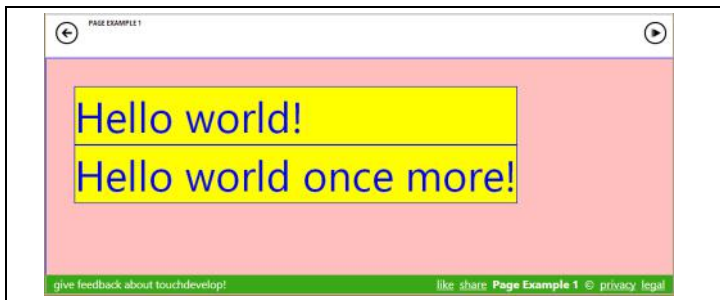 PAGE EXAMPLE 1
Hello world!
Hello world once more!
give feedback about touchdevelop! like share Page Example 1 © privacy legal